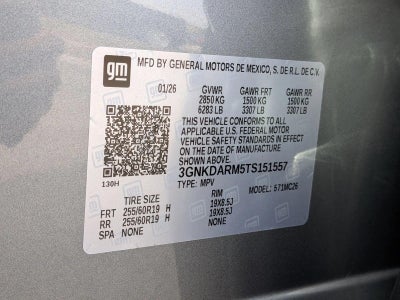 gm
MFD BY GENERAL MOTORS DE MEXICO, S. DE R.L. DE C.V.
01/26 GVWR GAWR FRT GAWR RR
2850 KG 1500 KG 1500 KG
6283 LB 3307 LB 3307 LB
THIS VEHICLE CONFORMS TO ALL
APPLICABLE U.S. FEDERAL MOTOR
VEHICLE SAFETY STANDARDS IN EFFECT
ON THE DATE OF MANUFACTURE SHOWN ABOVE
3GNKDARM5TS151557
130H TYPE: MPV MODEL: 571MC26
TIRE SIZE RIM
FRT 255/60R19 H 19X8.5J
RR 255/60R19 H 19X8.5J
SPA NONE NONE